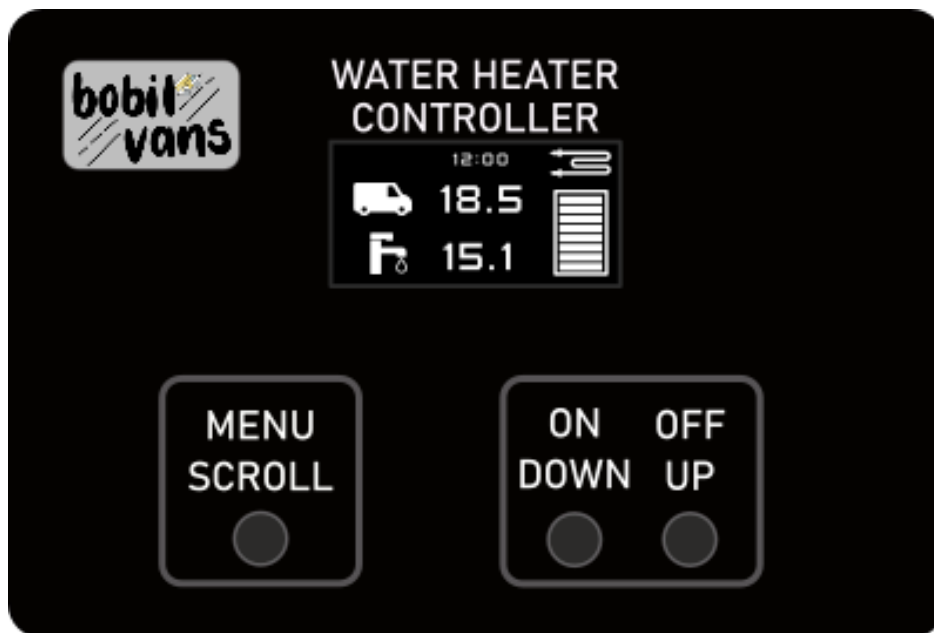 bobil
vans
WATER HEATER
CONTROLLER
12:00
18.5
15.1
MENU
SCROLL
ON OFF
DOWN UP